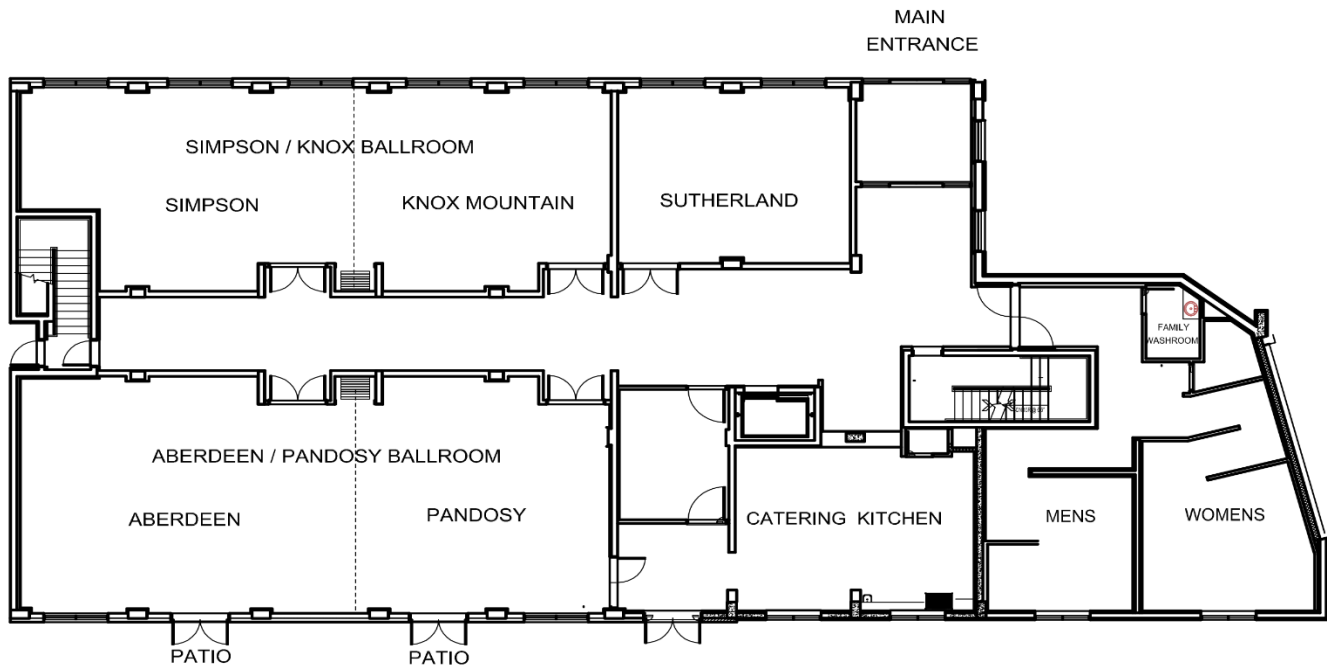 MAIN
ENTRANCE
SIMPSON / KNOX BALLROOM
SIMPSON
KNOX MOUNTAIN
SUTHERLAND
FAMILY
WASHROOM
ABERDEEN / PANDOSY BALLROOM
ABERDEEN
PANDOSY
CATERING KITCHEN
MENS
WOMENS
PATIO
PATIO